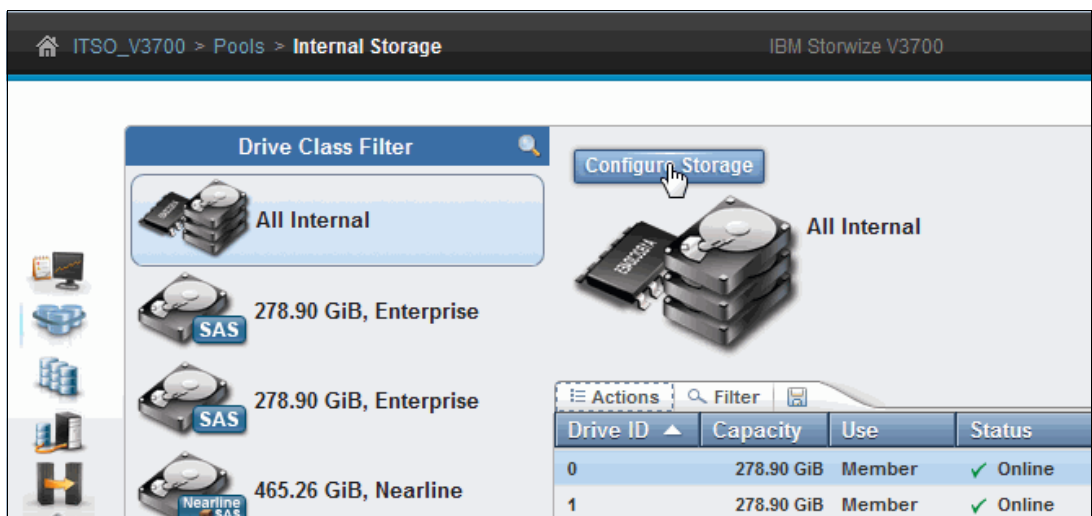 ITSO_V3700 > Pools > Internal Storage
IBM Storwize V3700
Drive Class Filter
All Internal
SAS
278.90 GiB, Enterprise
SAS
278.90 GiB, Enterprise
Nearline
SAS
465.26 GiB, Nearline
Configure Storage
All Internal
Actions Filter
Drive ID Capacity Use Status
0 278.90 GiB Member Online
1 278.90 GiB Member Online